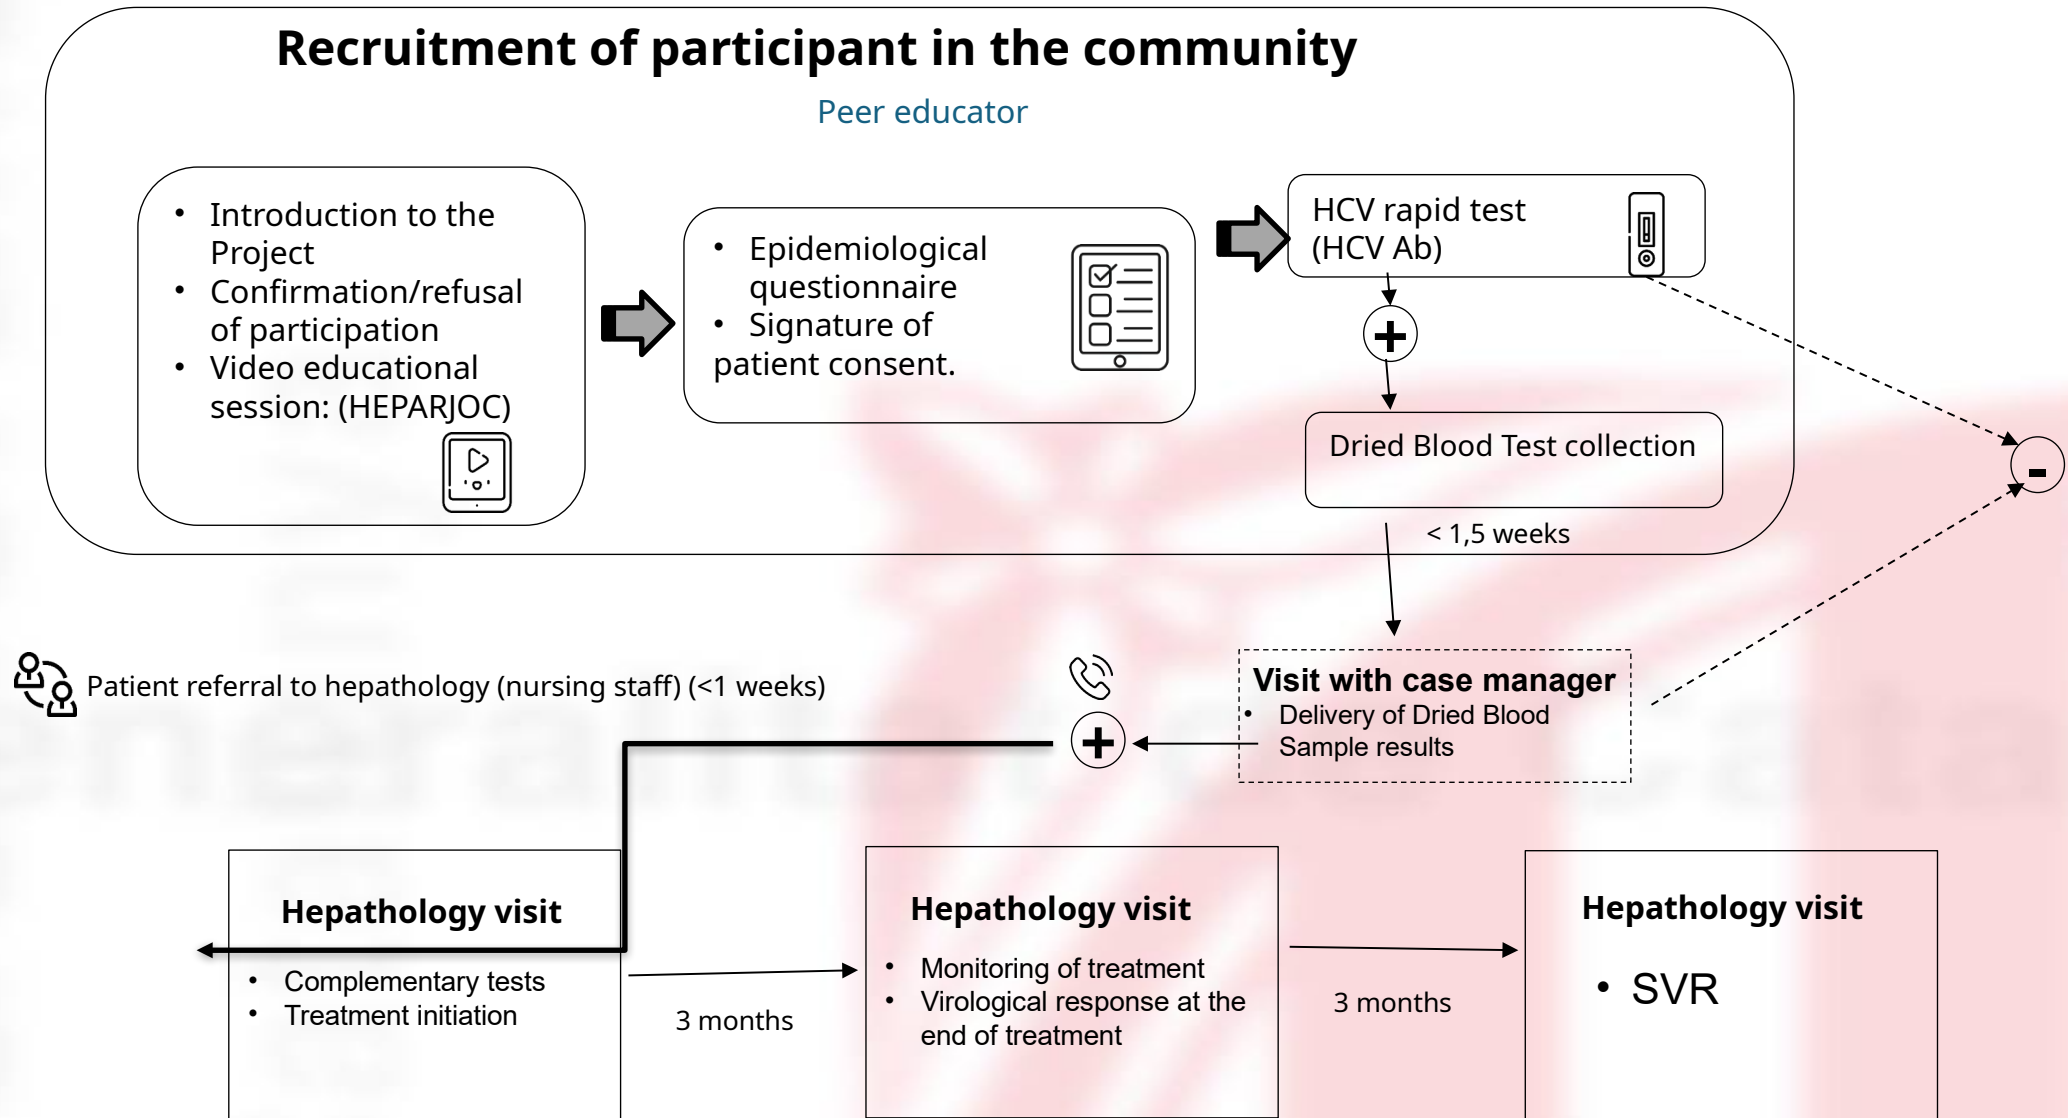 Recruitment of participant in the community
Peer educator
• Introduction to the
Project
• Confirmation/refusal
of participation
• Video educational
session: (HEPARJOC)
• Epidemiological
questionnaire
• Signature of
patient consent.
HCV rapid test
(HCV Ab)
+
Dried Blood Test collection
-
< 1,5 weeks
Patient referral to hepathology (nursing staff) (<1 weeks)
Visit with case manager
• Delivery of Dried Blood
Sample results
+
Hepathology visit
• Complementary tests
• Treatment initiation
3 months
Hepathology visit
• Monitoring of treatment
• Virological response at the
end of treatment
3 months
Hepathology visit
• SVR